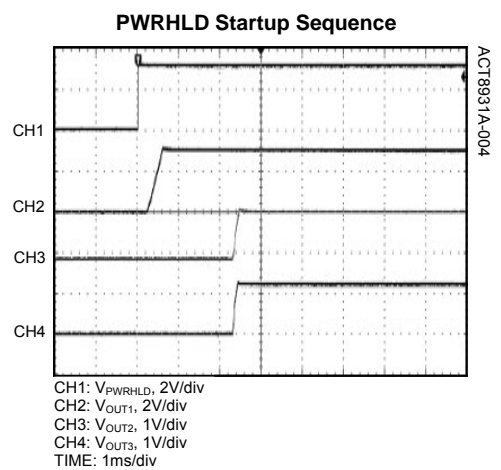 PWRHLD Startup Sequence
ACT8931A-004
CH1
CH2
CH3
CH4
CH1: VPWRHLD, 2V/div
CH2: VOUT1, 2V/div
CH3: VOUT2, 1V/div
CH4: VOUT3, 1V/div
TIME: 1ms/div